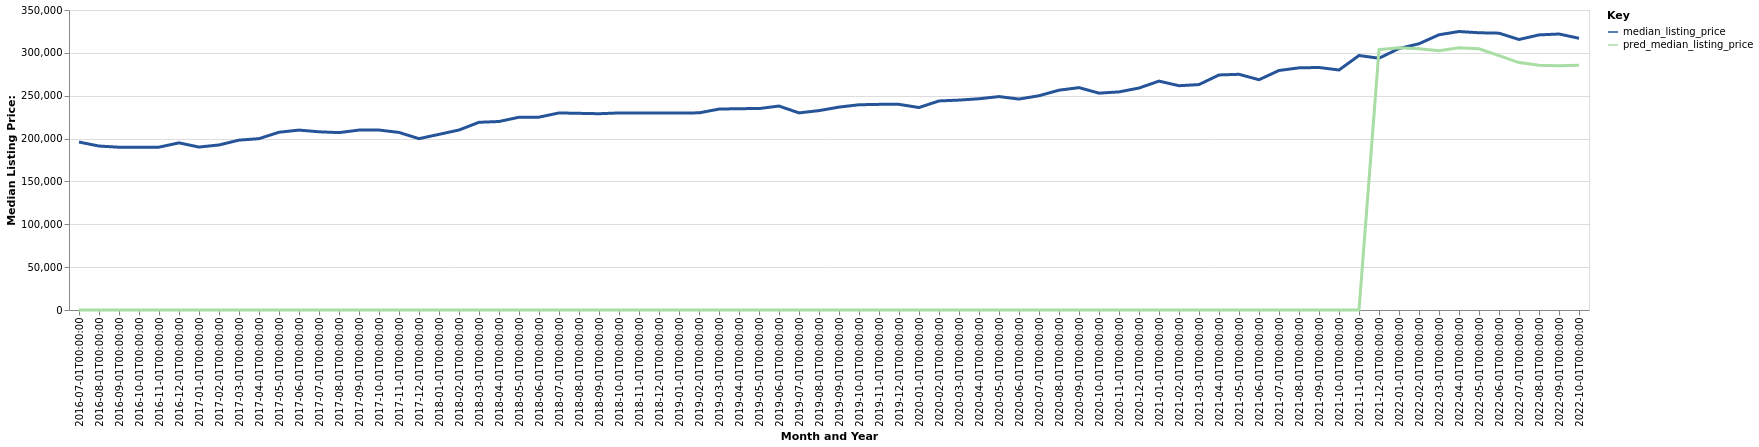 350,000
300,000
250,000
200,000
150,000
100,000
50,000
0
Median Listing Price:
2016-07-01T00:00:00
2016-08-01T00:00:00
2016-09-01T00:00:00
2016-10-01T00:00:00
2016-11-01T00:00:00
2016-12-01T00:00:00
2017-01-01T00:00:00
2017-02-01T00:00:00
2017-03-01T00:00:00
2017-04-01T00:00:00
2017-05-01T00:00:00
2017-06-01T00:00:00
2017-07-01T00:00:00
2017-08-01T00:00:00
2017-09-01T00:00:00
2017-10-01T00:00:00
2017-11-01T00:00:00
2017-12-01T00:00:00
2018-01-01T00:00:00
2018-02-01T00:00:00
2018-03-01T00:00:00
2018-04-01T00:00:00
2018-05-01T00:00:00
2018-06-01T00:00:00
2018-07-01T00:00:00
2018-08-01T00:00:00
2018-09-01T00:00:00
2018-10-01T00:00:00
2018-11-01T00:00:00
2018-12-01T00:00:00
2019-01-01T00:00:00
2019-02-01T00:00:00
2019-03-01T00:00:00
2019-04-01T00:00:00
2019-05-01T00:00:00
2019-06-01T00:00:00
2019-07-01T00:00:00
2019-08-01T00:00:00
2019-09-01T00:00:00
2019-10-01T00:00:00
2019-11-01T00:00:00
2019-12-01T00:00:00
2020-01-01T00:00:00
2020-02-01T00:00:00
2020-03-01T00:00:00
2020-04-01T00:00:00
2020-05-01T00:00:00
2020-06-01T00:00:00
2020-07-01T00:00:00
2020-08-01T00:00:00
2020-09-01T00:00:00
2020-10-01T00:00:00
2020-11-01T00:00:00
2020-12-01T00:00:00
2021-01-01T00:00:00
2021-02-01T00:00:00
2021-03-01T00:00:00
2021-04-01T00:00:00
2021-05-01T00:00:00
2021-06-01T00:00:00
2021-07-01T00:00:00
2021-08-01T00:00:00
2021-09-01T00:00:00
2021-10-01T00:00:00
2021-11-01T00:00:00
2021-12-01T00:00:00
2022-01-01T00:00:00
2022-02-01T00:00:00
2022-03-01T00:00:00
2022-04-01T00:00:00
2022-05-01T00:00:00
2022-06-01T00:00:00
2022-07-01T00:00:00
2022-08-01T00:00:00
2022-09-01T00:00:00
2022-10-01T00:00:00
Month and Year
Key
median_listing_price
pred_median_listing_price